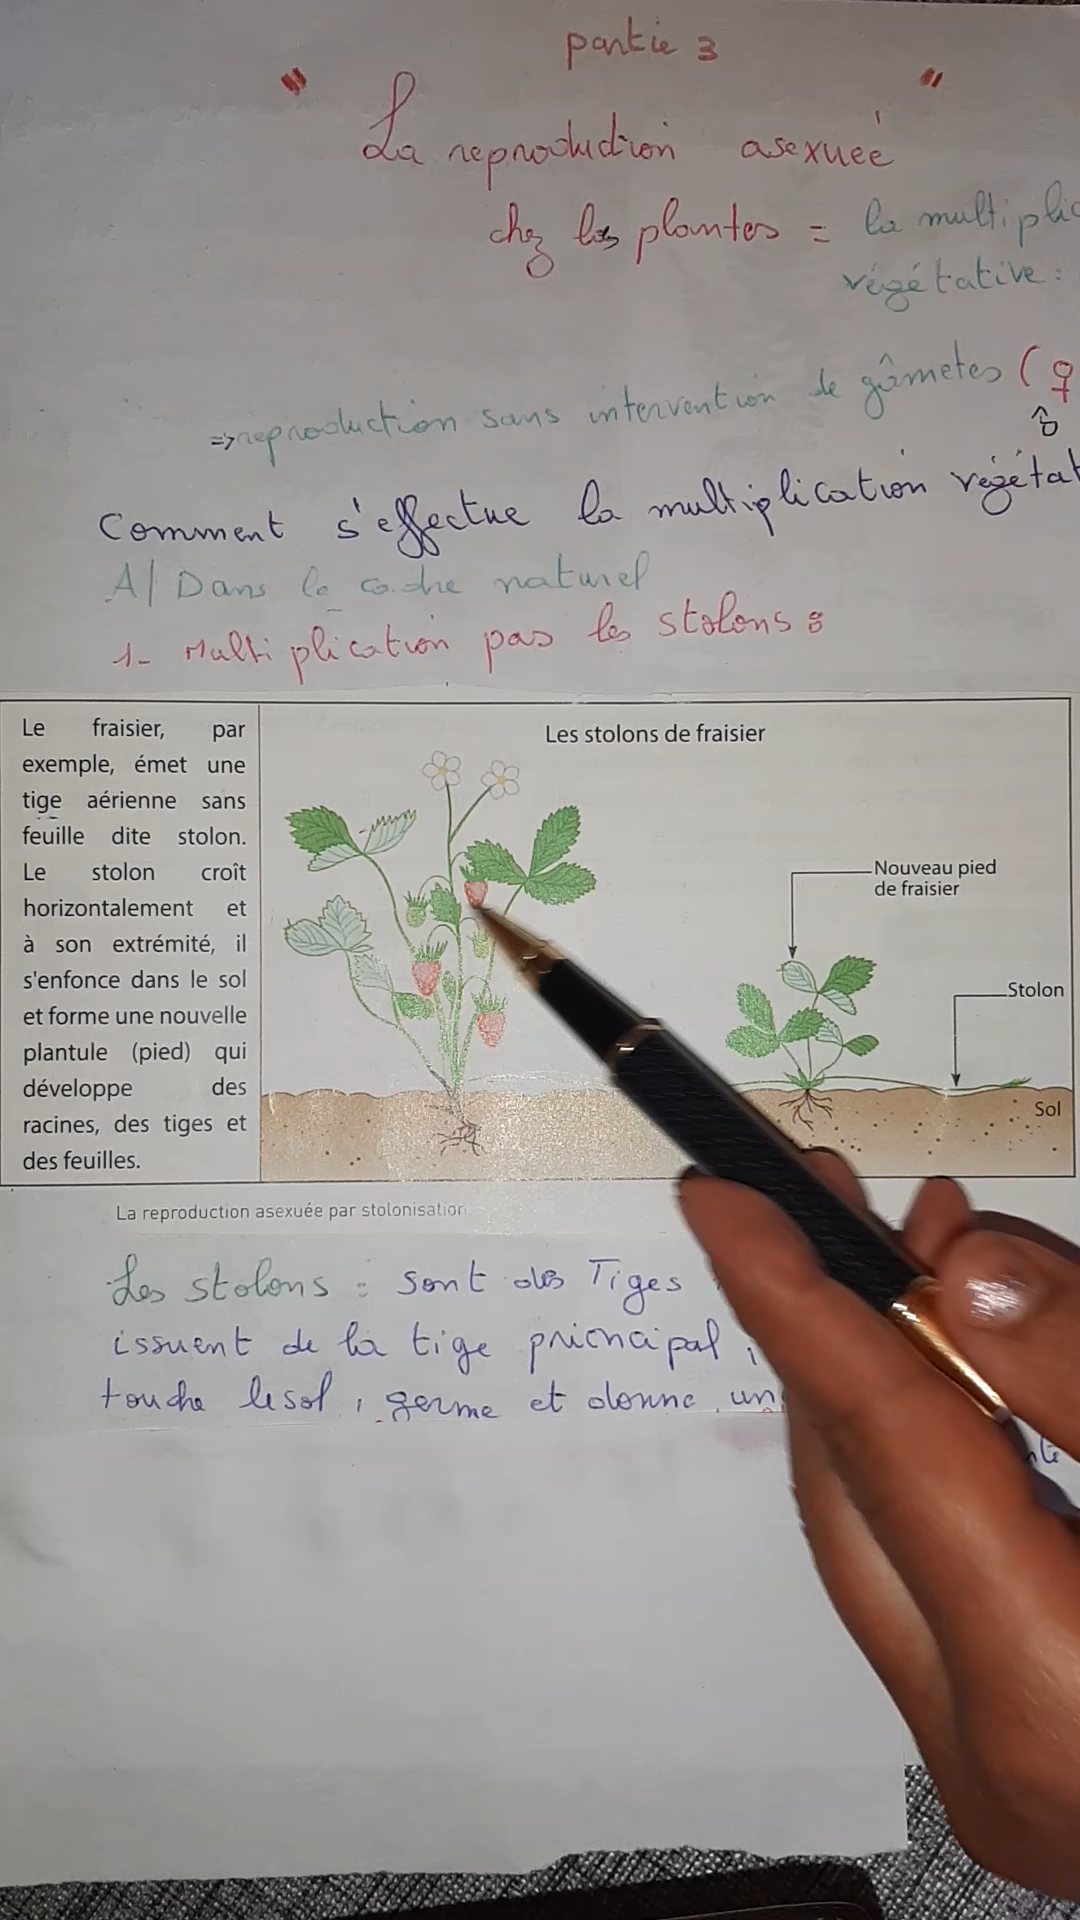 partie 3
" La reproduction asexuée "
chez les plantes = la multiplic
végétative :
=> reproduction sans intervention de gâmetes ( ♀
♂
Comment s'effectue la multiplication végétat
A/ Dans le cadre naturel
1- Multiplication par les stolons :
Les stolons de fraisier
Le fraisier, par
exemple, émet une
tige aérienne sans
feuille dite stolon.
Le stolon croît
horizontalement et
à son extrémité, il
s'enfonce dans le sol
et forme une nouvelle
plantule (pied) qui
développe des
racines, des tiges et
des feuilles.
Nouveau pied
de fraisier
Stolon
Sol
La reproduction asexuée par stolonisation
Les stolons : sont des Tiges
issuent de la tige pricncipal,
touche le sol, germe et donne un